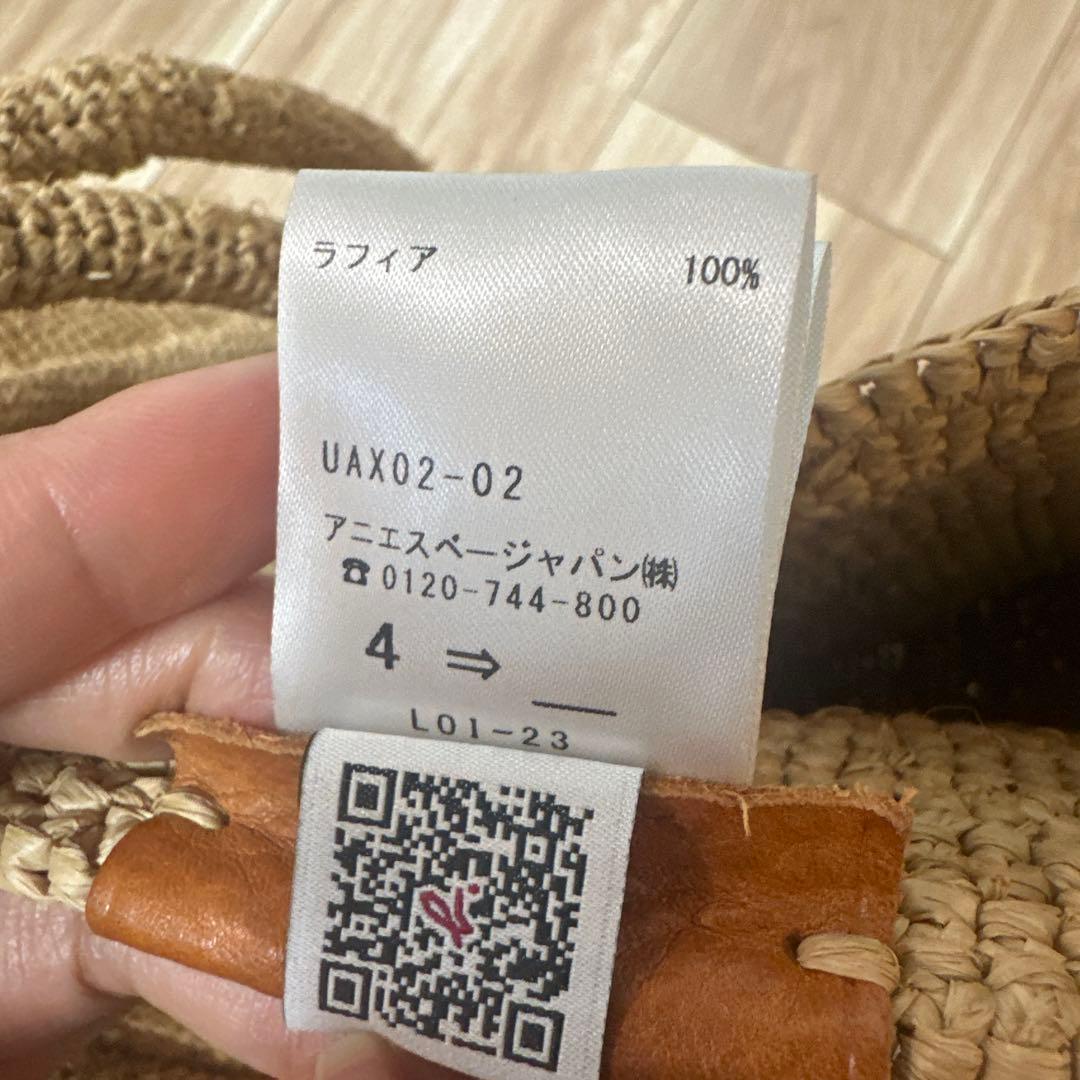 ラフィア 100%
UAX02-02
アニエスベージャパン㈱
☎0120-744-800
4 ⇒ __
L01-23
b.